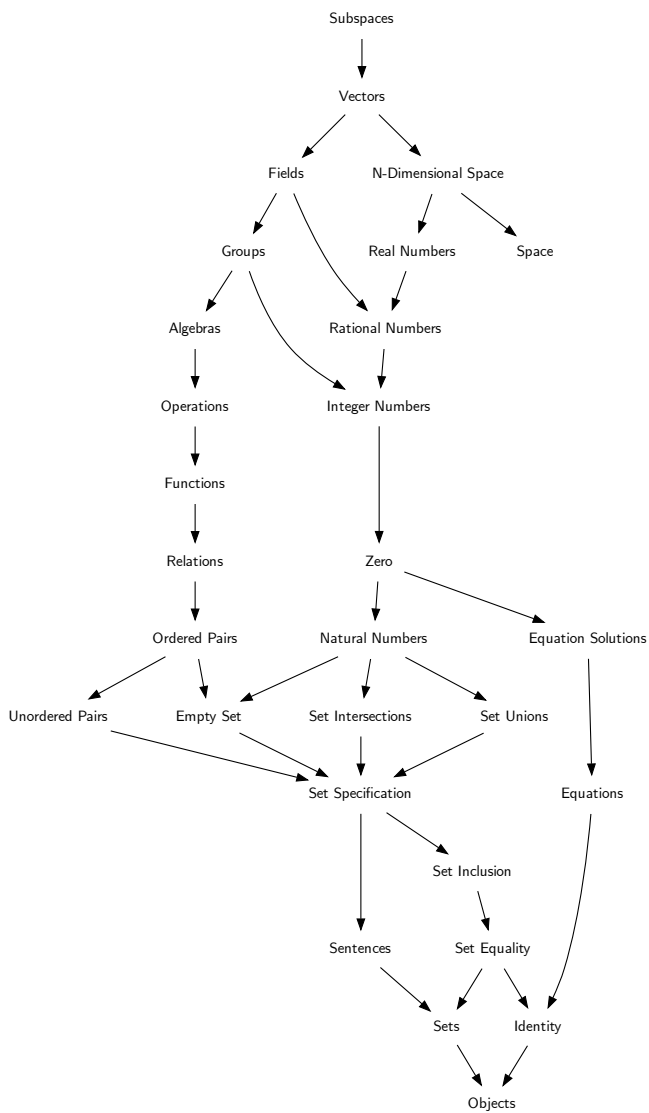 Subspaces
Vectors
Fields
N-Dimensional Space
Groups
Real Numbers
Space
Algebras
Rational Numbers
Operations
Integer Numbers
Functions
Relations
Zero
Ordered Pairs
Natural Numbers
Equation Solutions
Unordered Pairs
Empty Set
Set Intersections
Set Unions
Set Specification
Equations
Set Inclusion
Sentences
Set Equality
Sets
Identity
Objects